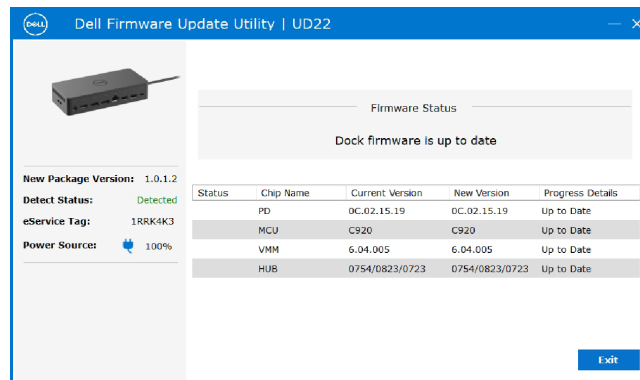 DELL Dell Firmware Update Utility | UD22
Firmware Status
Dock firmware is up to date
New Package Version: 1.0.1.2
Detect Status: Detected
eService Tag: 1RRK4K3
Power Source: 100%
Status Chip Name Current Version New Version Progress Details
PD 0C.02.15.19 0C.02.15.19 Up to Date
MCU C920 C920 Up to Date
VMM 6.04.005 6.04.005 Up to Date
HUB 0754/0823/0723 0754/0823/0723 Up to Date
Exit